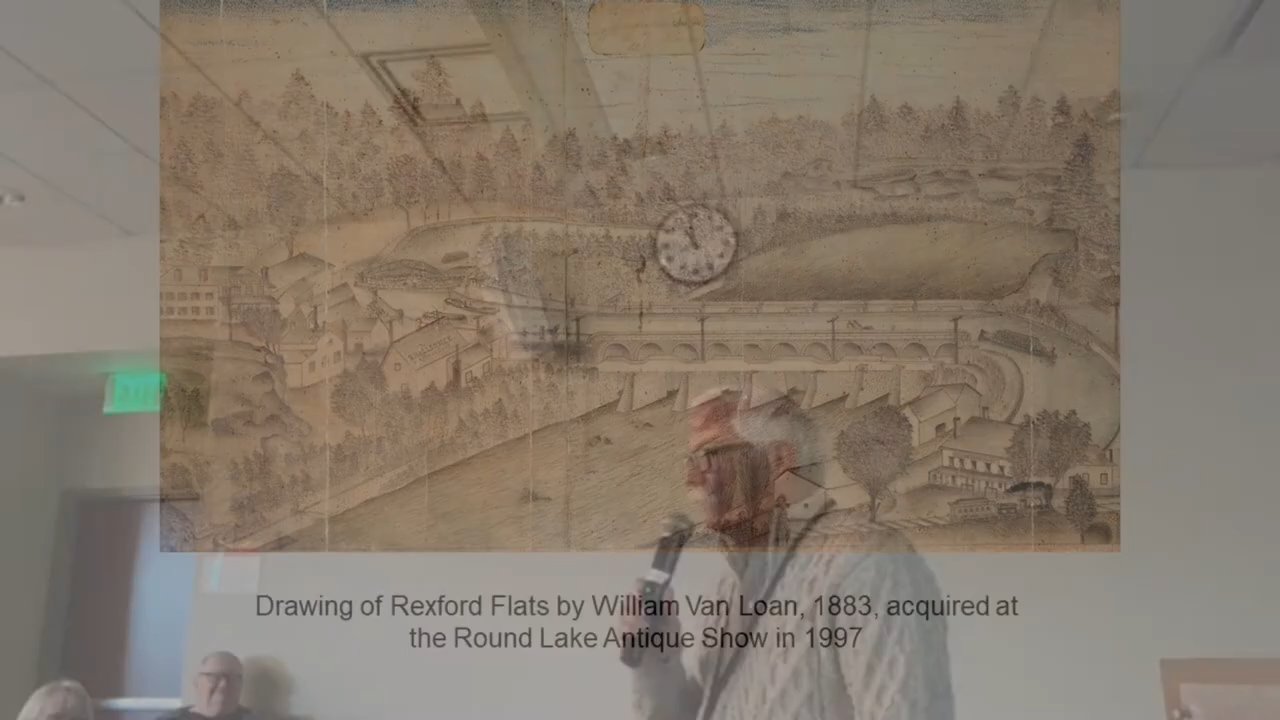 Drawing of Rexford Flats by William Van Loan, 1883, acquired at
the Round Lake Antique Show in 1997